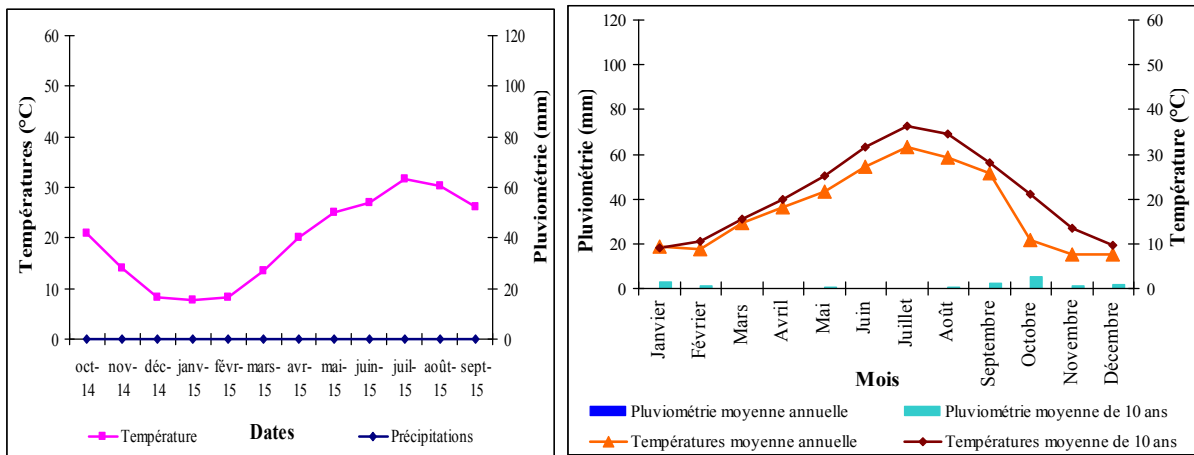 60
50
40
30
20
10
0
Températures (°C)
120
100
80
60
40
20
0
Pluviométrie (mm)
oct-14
nov-14
déc-14
janv-15
févr-15
mars-15
avr-15
mai-15
juin-15
juil-15
août-15
sept-15
Dates
Température
Précipitations
120
100
80
60
40
20
0
Pluviométrie (mm)
60
50
40
30
20
10
0
Température (°C)
Janvier
Février
Mars
Avril
Mai
Juin
Juillet
Août
Septembre
Octobre
Novembre
Décembre
Mois
Pluviométrie moyenne annuelle
Pluviométrie moyenne de 10 ans
Températures moyenne annuelle
Températures moyenne de 10 ans